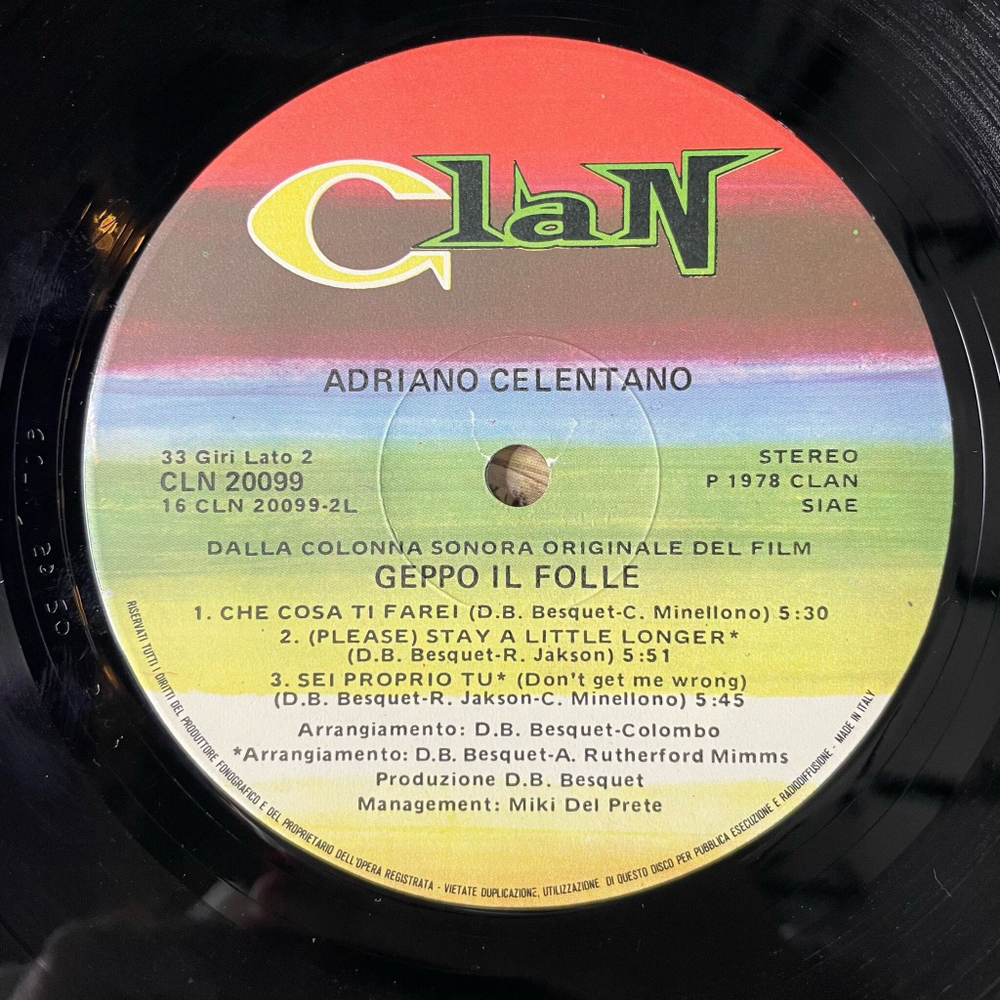 Clan
ADRIANO CELENTANO
33 Giri Lato 2
CLN 20099
16 CLN 20099-2L
STEREO
P 1978 CLAN
SIAE
DALLA COLONNA SONORA ORIGINALE DEL FILM
GEPPO IL FOLLE
1. CHE COSA TI FAREI (D.B. Besquet-C. Minellono) 5:30
2. (PLEASE) STAY A LITTLE LONGER*
(D.B. Besquet-R. Jakson) 5:51
3. SEI PROPRIO TU* (Don't get me wrong)
(D.B. Besquet-R. Jakson-C. Minellono) 5:45
Arrangiamento: D.B. Besquet-Colombo
*Arrangiamento: D.B. Besquet-A. Rutherford Mimms
Produzione D.B. Besquet
Management: Miki Del Prete
RISERVATI TUTTI I DIRITTI DEL PRODUTTORE FONOGRAFICO E DEL PROPRIETARIO DELL'OPERA REGISTRATA - VIETATE DUPLICAZIONE, UTILIZZAZIONE DI QUESTO DISCO PER PUBBLICA ESECUZIONE E RADIODIFFUSIONE - MADE IN ITALY